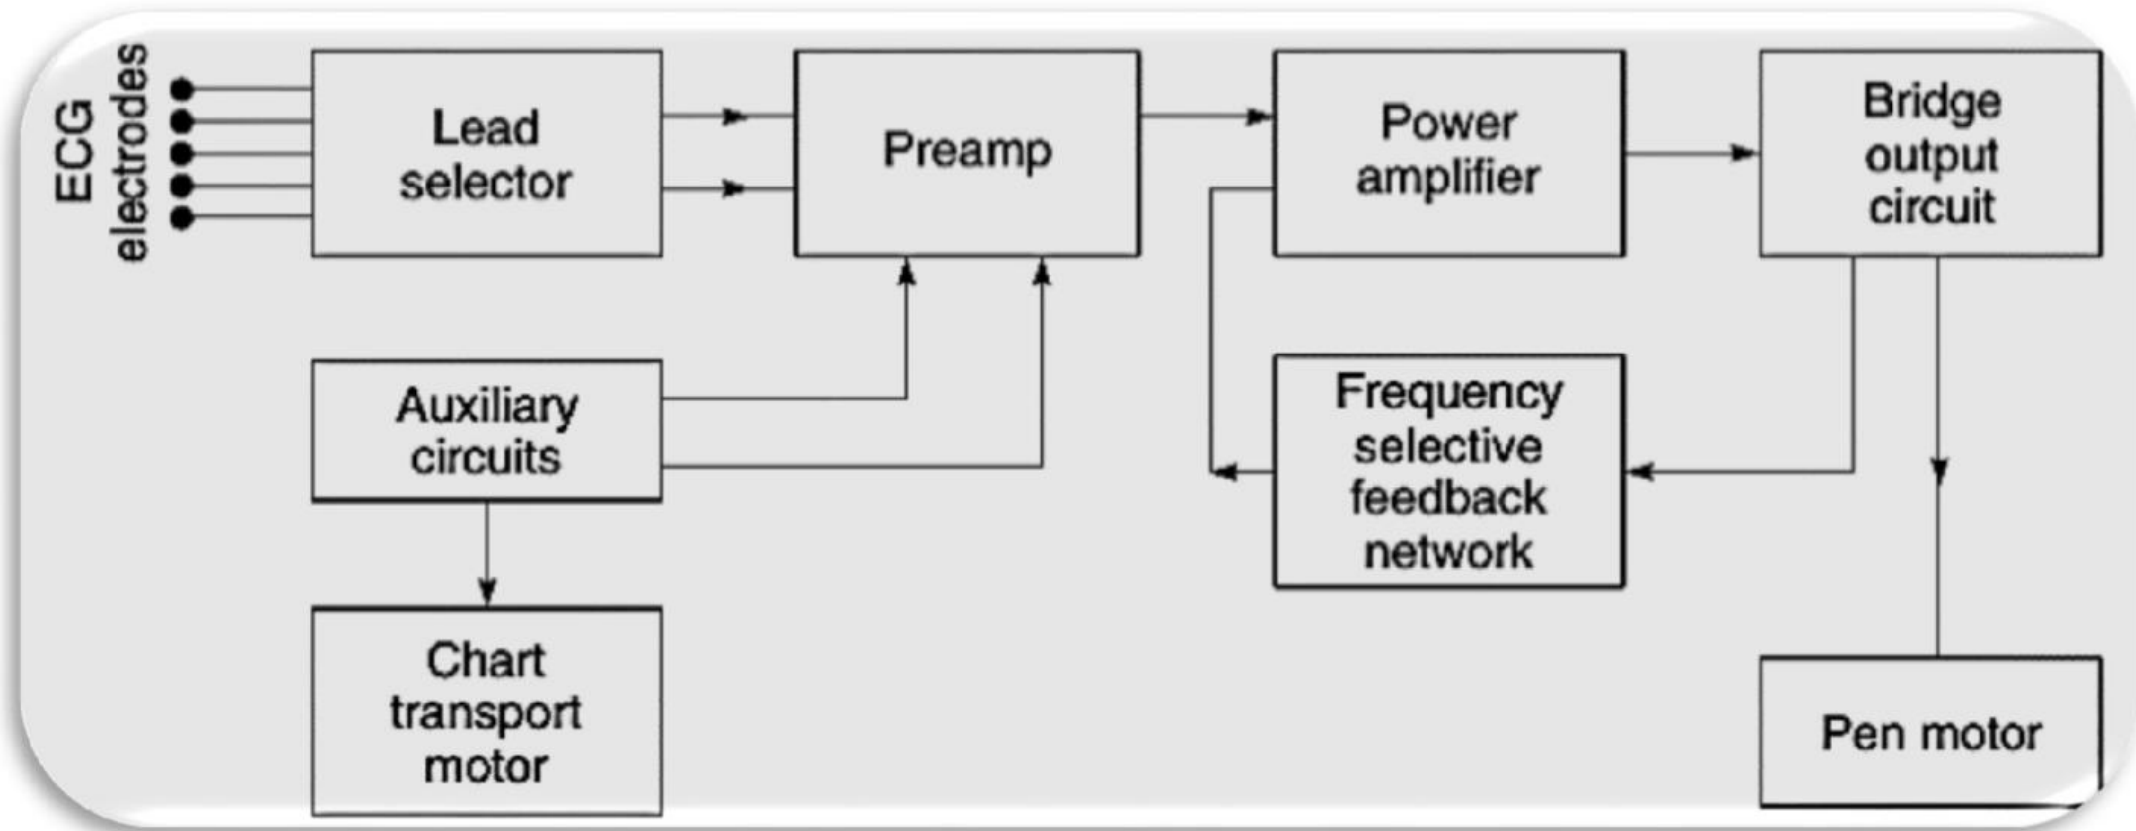 ECG
electrodes
Lead
selector
Preamp
Power
amplifier
Bridge
output
circuit
Auxiliary
circuits
Frequency
selective
feedback
network
Chart
transport
motor
Pen motor